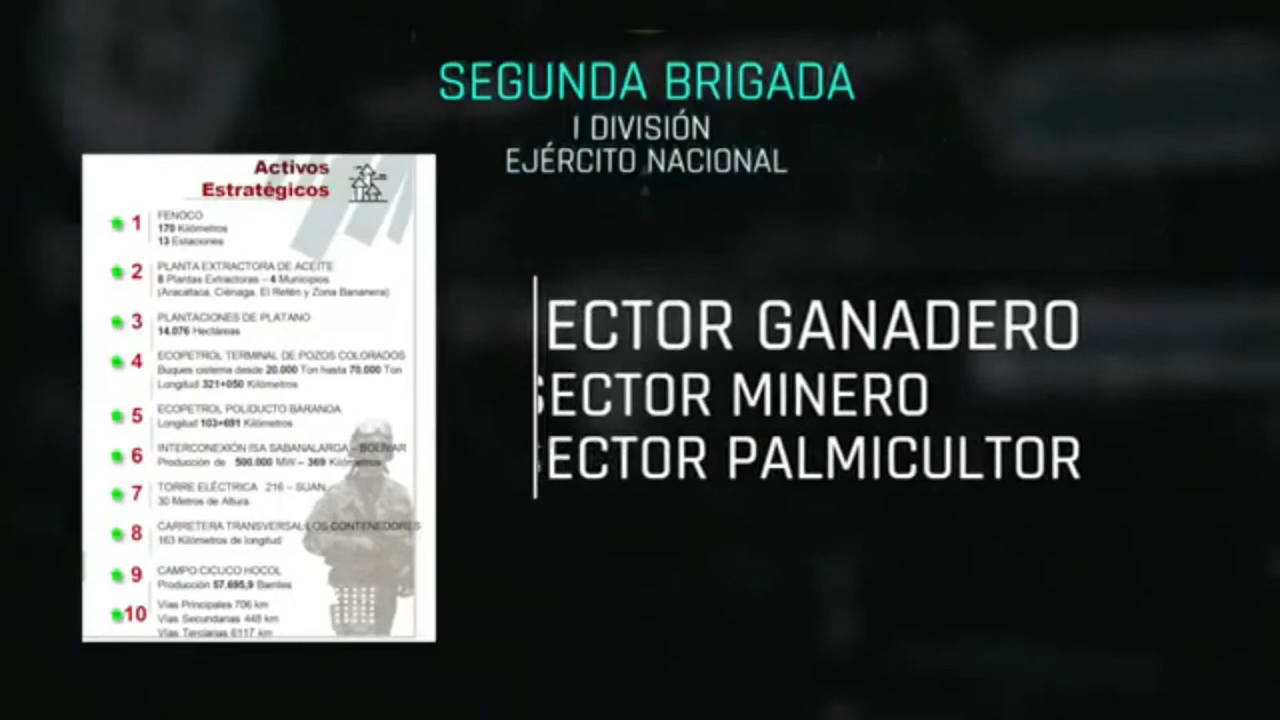 SEGUNDA BRIGADA
I DIVISIÓN
EJÉRCITO NACIONAL
Activos
Estratégicos
1 FENOCO
170 Kilómetros
13 Estaciones
2 PLANTA EXTRACTORA DE ACEITE
8 Plantas Extractoras – 4 Municipios
(Aracataca, Ciénaga, El Retén y Zona Bananera)
3 PLANTACIONES DE PLATANO
14.076 Hectáreas
4 ECOPETROL TERMINAL DE POZOS COLORADOS
Buques cisterna desde 20.000 Ton hasta 70.000 Ton
Longitud 321+050 Kilómetros
5 ECOPETROL POLIDUCTO BARANOA
Longitud 103+691 Kilómetros
6 INTERCONEXIÓN ISA SABANALARGA – BOLIVAR
Producción de 500.000 MW – 369 Kilómetros
7 TORRE ELÉCTRICA 216 – SUAN
30 Metros de Altura
8 CARRETERA TRANSVERSAL LOS CONTENEDORES
163 Kilómetros de longitud
9 CAMPO CICUCO HOCOL
Producción 57.695,9 Barriles
10 Vías Principales 706 km
Vías Secundarias 448 km
Vías Terciarias 6117 km
ECTOR GANADERO
SECTOR MINERO
SECTOR PALMICULTOR